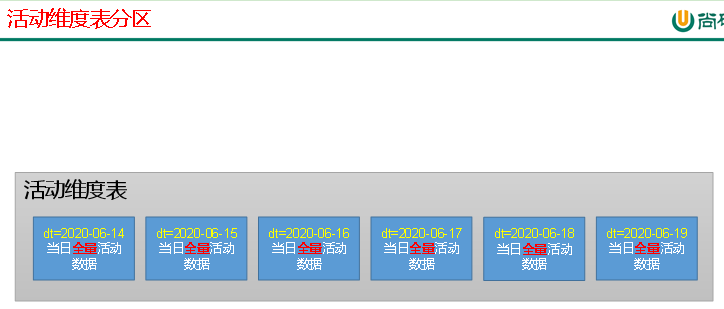 活动维度表分区
尚
活动维度表
dt=2020-06-14
当日全量活动
数据
dt=2020-06-15
当日全量活动
数据
dt=2020-06-16
当日全量活动
数据
dt=2020-06-17
当日全量活动
数据
dt=2020-06-18
当日全量活动
数据
dt=2020-06-19
当日全量活动
数据